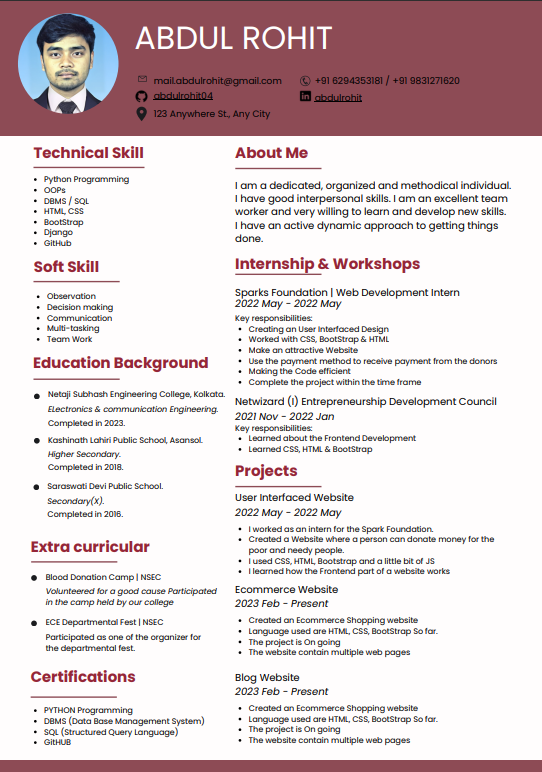 ABDUL ROHIT
mail.abdulrohit@gmail.com
+91 6294353181 / +91 9831271620
abdulrohit04
in abdulrohit
123 Anywhere St., Any City
Technical Skill
• Python Programming
• OOPs
• DBMS / SQL
• HTML, CSS
• BootStrap
• Django
• GitHub
Soft Skill
• Observation
• Decision making
• Communication
• Multi-tasking
• Team Work
Education Background
• Netaji Subhash Engineering College, Kolkata.
Electronics & communication Engineering.
Completed in 2023.
• Kashinath Lahiri Public School, Asansol.
Higher Secondary.
Completed in 2018.
• Saraswati Devi Public School.
Secondary(X).
Completed in 2016.
Extra curricular
• Blood Donation Camp | NSEC
Volunteered for a good cause Participated
in the camp held by our college
• ECE Departmental Fest | NSEC
Participated as one of the organizer for
the departmental fest.
Certifications
• PYTHON Programming
• DBMS (Data Base Management System)
• SQL (Structured Query Language)
• GitHUB
About Me
I am a dedicated, organized and methodical individual.
I have good interpersonal skills. I am an excellent team
worker and very willing to learn and develop new skills.
I have an active dynamic approach to getting things
done.
Internship & Workshops
Sparks Foundation | Web Development Intern
2022 May - 2022 May
Key responsibilities:
• Creating an User Interfaced Design
• Worked with CSS, BootStrap & HTML
• Make an attractive Website
• Use the payment method to receive payment from the donors
• Making the Code efficient
• Complete the project within the time frame
Netwizard (I) Entrepreneurship Development Council
2021 Nov - 2022 Jan
Key responsibilities:
• Learned about the Frontend Development
• Learned CSS, HTML & BootStrap
Projects
User Interfaced Website
2022 May - 2022 May
• I worked as an intern for the Spark Foundation.
• Created a Website where a person can donate money for the
poor and needy people.
• I used CSS, HTML, Bootstrap and a little bit of JS
• I learned how the Frontend part of a website works
Ecommerce Website
2023 Feb - Present
• Created an Ecommerce Shopping website
• Language used are HTML, CSS, BootStrap So far.
• The project is On going
• The website contain multiple web pages
Blog Website
2023 Feb - Present
• Created an Ecommerce Shopping website
• Language used are HTML, CSS, BootStrap So far.
• The project is On going
• The website contain multiple web pages